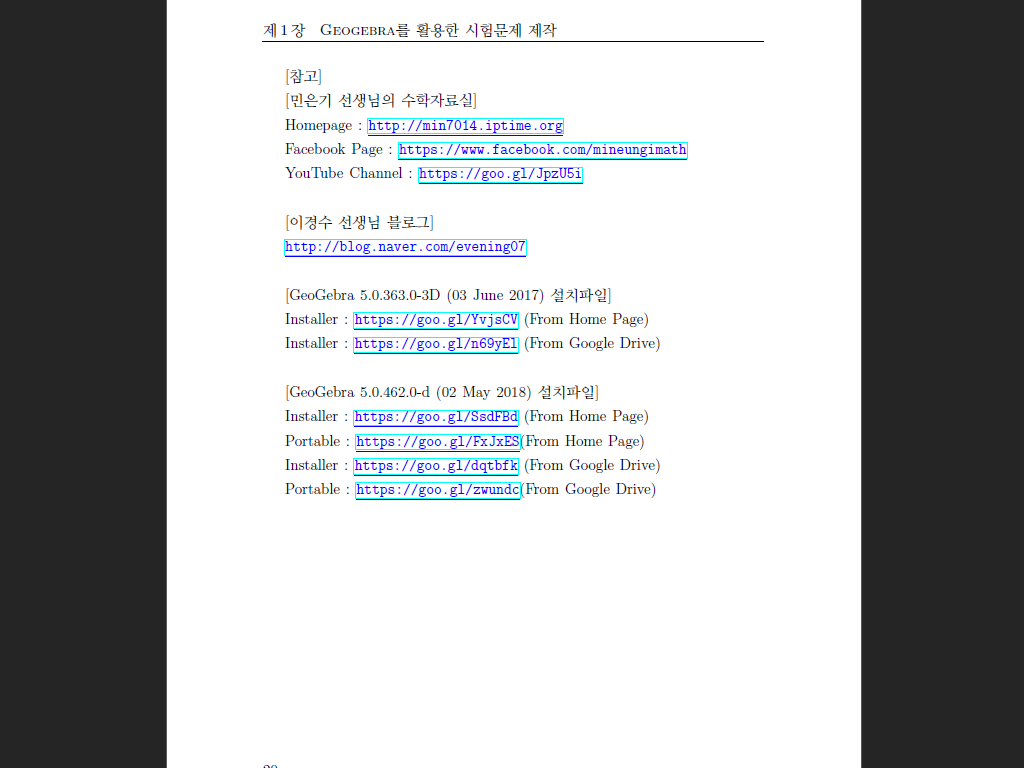 제 1 장 GEOGEBRA를 활용한 시험문제 제작
[참고]
[민은기 선생님의 수학자료실]
Homepage : http://min7014.iptime.org
Facebook Page : https://www.facebook.com/mineungimath
YouTube Channel : https://goo.gl/JpzU5i
[이경수 선생님 블로그]
http://blog.naver.com/evening07
[GeoGebra 5.0.363.0-3D (03 June 2017) 설치파일]
Installer : https://goo.gl/YvjsCV (From Home Page)
Installer : https://goo.gl/n69yEl (From Google Drive)
[GeoGebra 5.0.462.0-d (02 May 2018) 설치파일]
Installer : https://goo.gl/SsdFBd (From Home Page)
Portable : https://goo.gl/FxJxES(From Home Page)
Installer : https://goo.gl/dqtbfk (From Google Drive)
Portable : https://goo.gl/zwundc(From Google Drive)